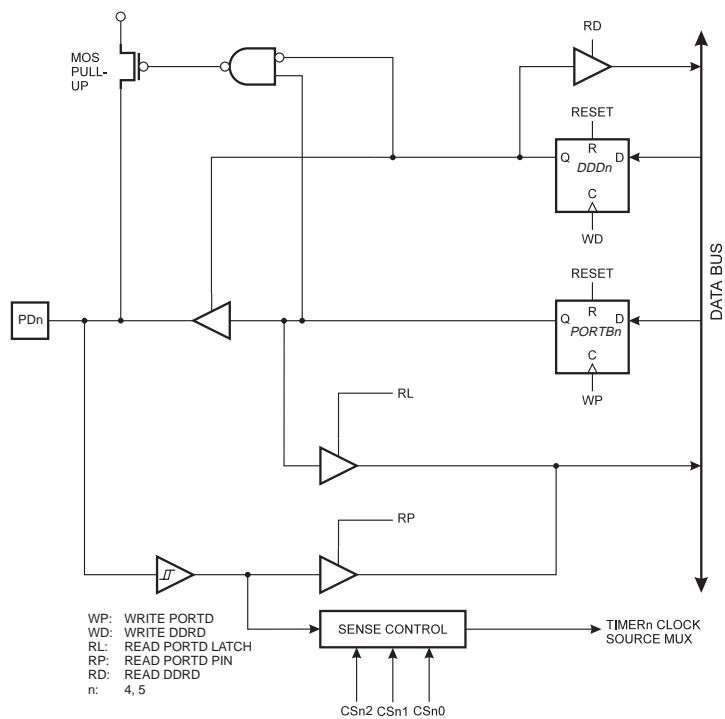 MOS
PULL-
UP
RD
RESET
R
Q
D
DDDn
C
WD
RESET
R
Q
D
PORTBn
C
WP
DATA BUS
PDn
RL
RP
WP: WRITE PORTD
WD: WRITE DDRD
RL: READ PORTD LATCH
RP: READ PORTD PIN
RD: READ DDRD
n: 4, 5
SENSE CONTROL
TIMERn CLOCK
SOURCE MUX
CSn2 CSn1 CSn0